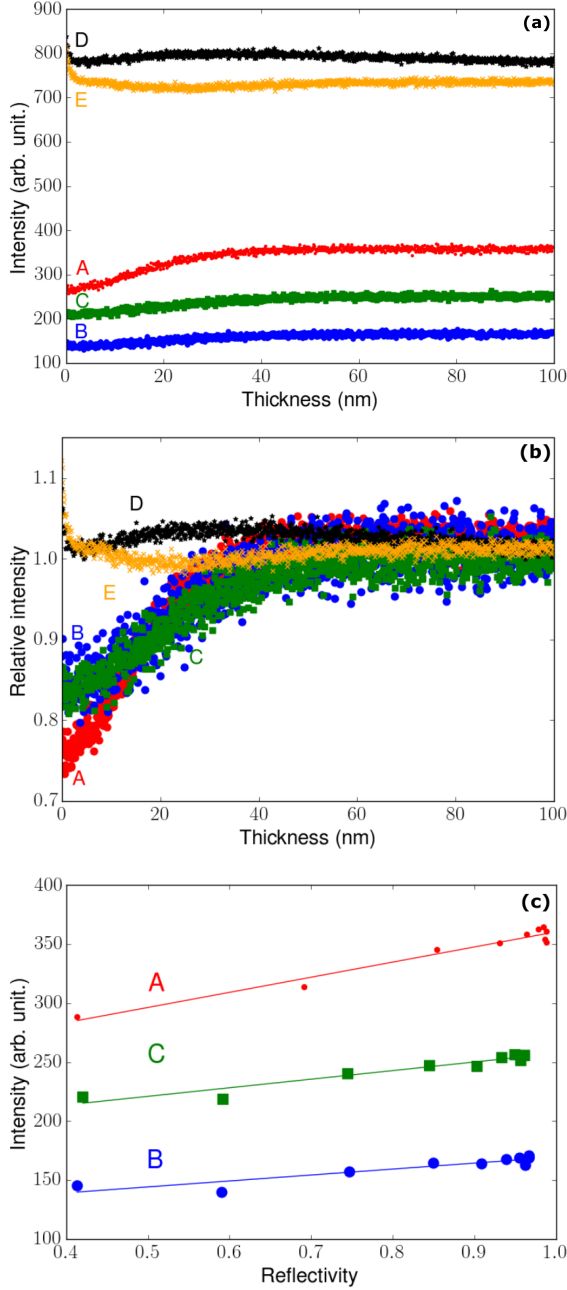 (a)
900
800
700
600
500
400
300
200
100
D
E
A
C
B
0
20
40
60
80
100
Intensity (arb. unit.)
Thickness (nm)
(b)
1.1
1.0
0.9
0.8
0.7
D
E
B
C
A
0
20
40
60
80
100
Relative intensity
Thickness (nm)
(c)
400
350
300
250
200
150
100
A
C
B
0.4
0.5
0.6
0.7
0.8
0.9
1.0
Intensity (arb. unit.)
Reflectivity